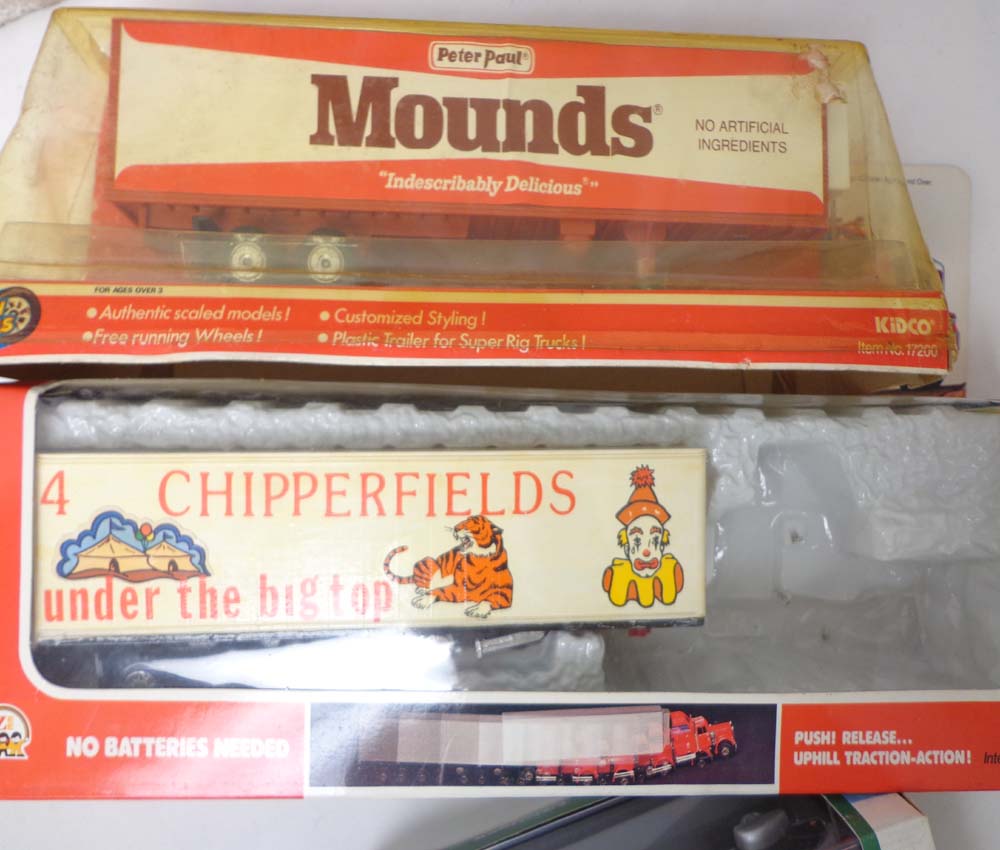 Peter Paul®
Mounds®
NO ARTIFICIAL
INGREDIENTS
"Indescribably Delicious®"
FOR AGES OVER 3
• Authentic scaled models!
• Customized Styling!
• Free running Wheels!
• Plastic Trailer for Super Rig Trucks!
KiDCO®
Item No. 17200
4 CHIPPERFIELDS
under the big top
NO BATTERIES NEEDED
PUSH! RELEASE...
UPHILL TRACTION-ACTION!